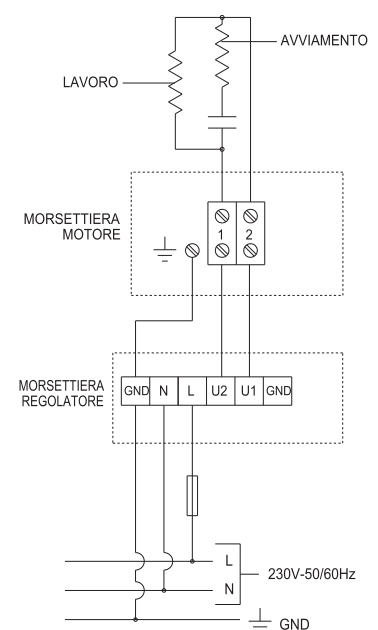 AVVIAMENTO
LAVORO
MORSETTIERA
MOTORE
1
2
MORSETTIERA
REGOLATORE
GND
N
L
U2
U1
GND
L
N
230V-50/60Hz
GND